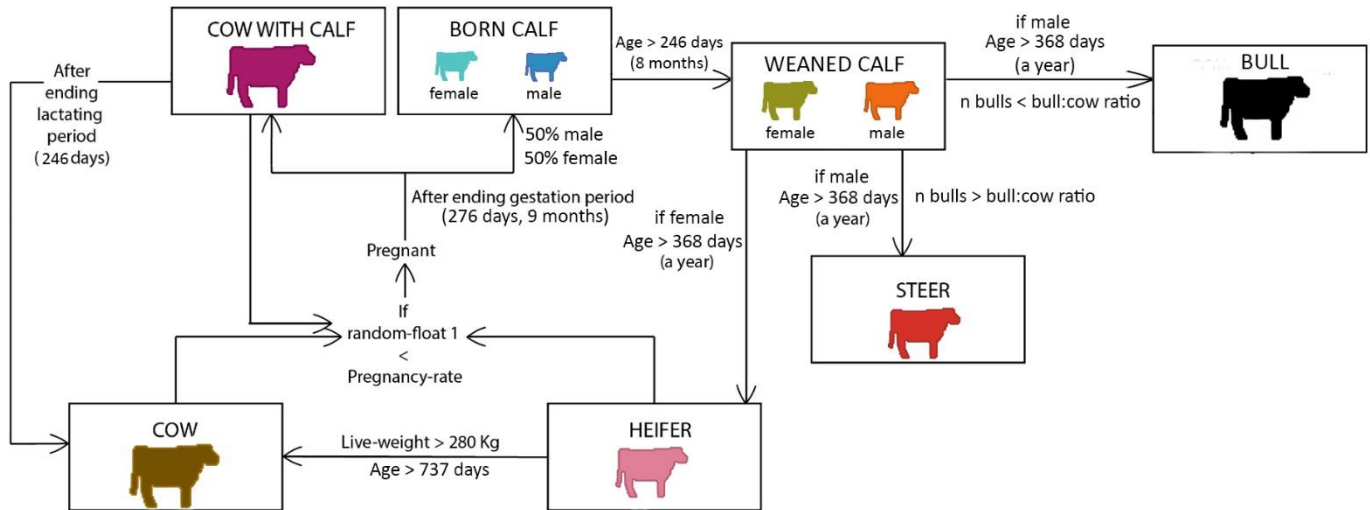 COW WITH CALF
BORN CALF
female
male
Age > 246 days
(8 months)
WEANED CALF
female
male
if male
Age > 368 days
(a year)
n bulls < bull:cow ratio
BULL
After
ending
lactating
period
(246 days)
50% male
50% female
After ending gestation period
(276 days, 9 months)
Pregnant
If
random-float 1
<
Pregnancy-rate
if female
Age > 368 days
(a year)
if male
Age > 368 days
(a year)
n bulls > bull:cow ratio
STEER
COW
Live-weight > 280 Kg
Age > 737 days
HEIFER